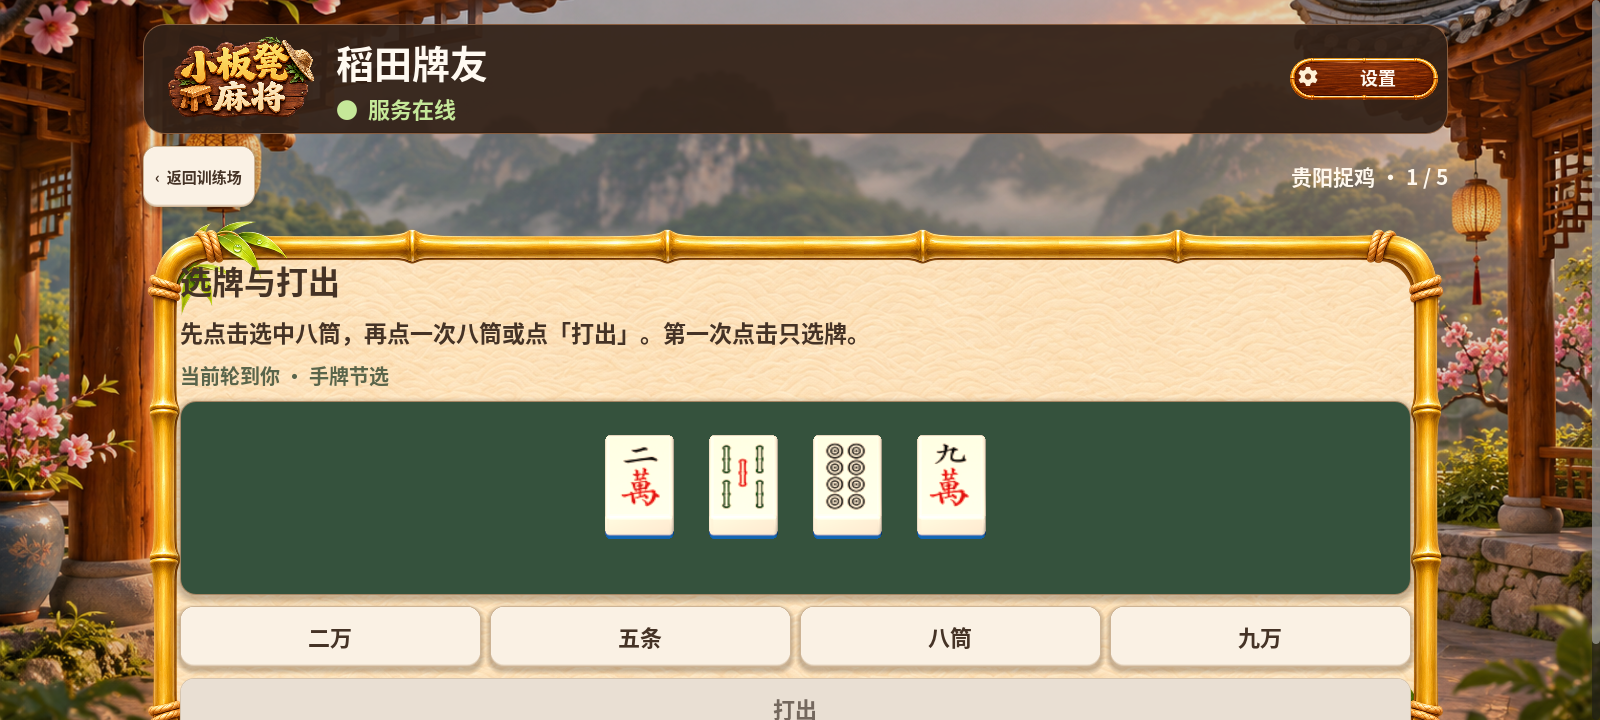 小板凳
麻将
稻田牌友
服务在线
设置
‹ 返回训练场
贵阳捉鸡 · 1 / 5
选牌与打出
先点击选中八筒，再点一次八筒或点「打出」。第一次点击只选牌。
当前轮到你 · 手牌节选
二萬
九萬
二万
五条
八筒
九万
打出